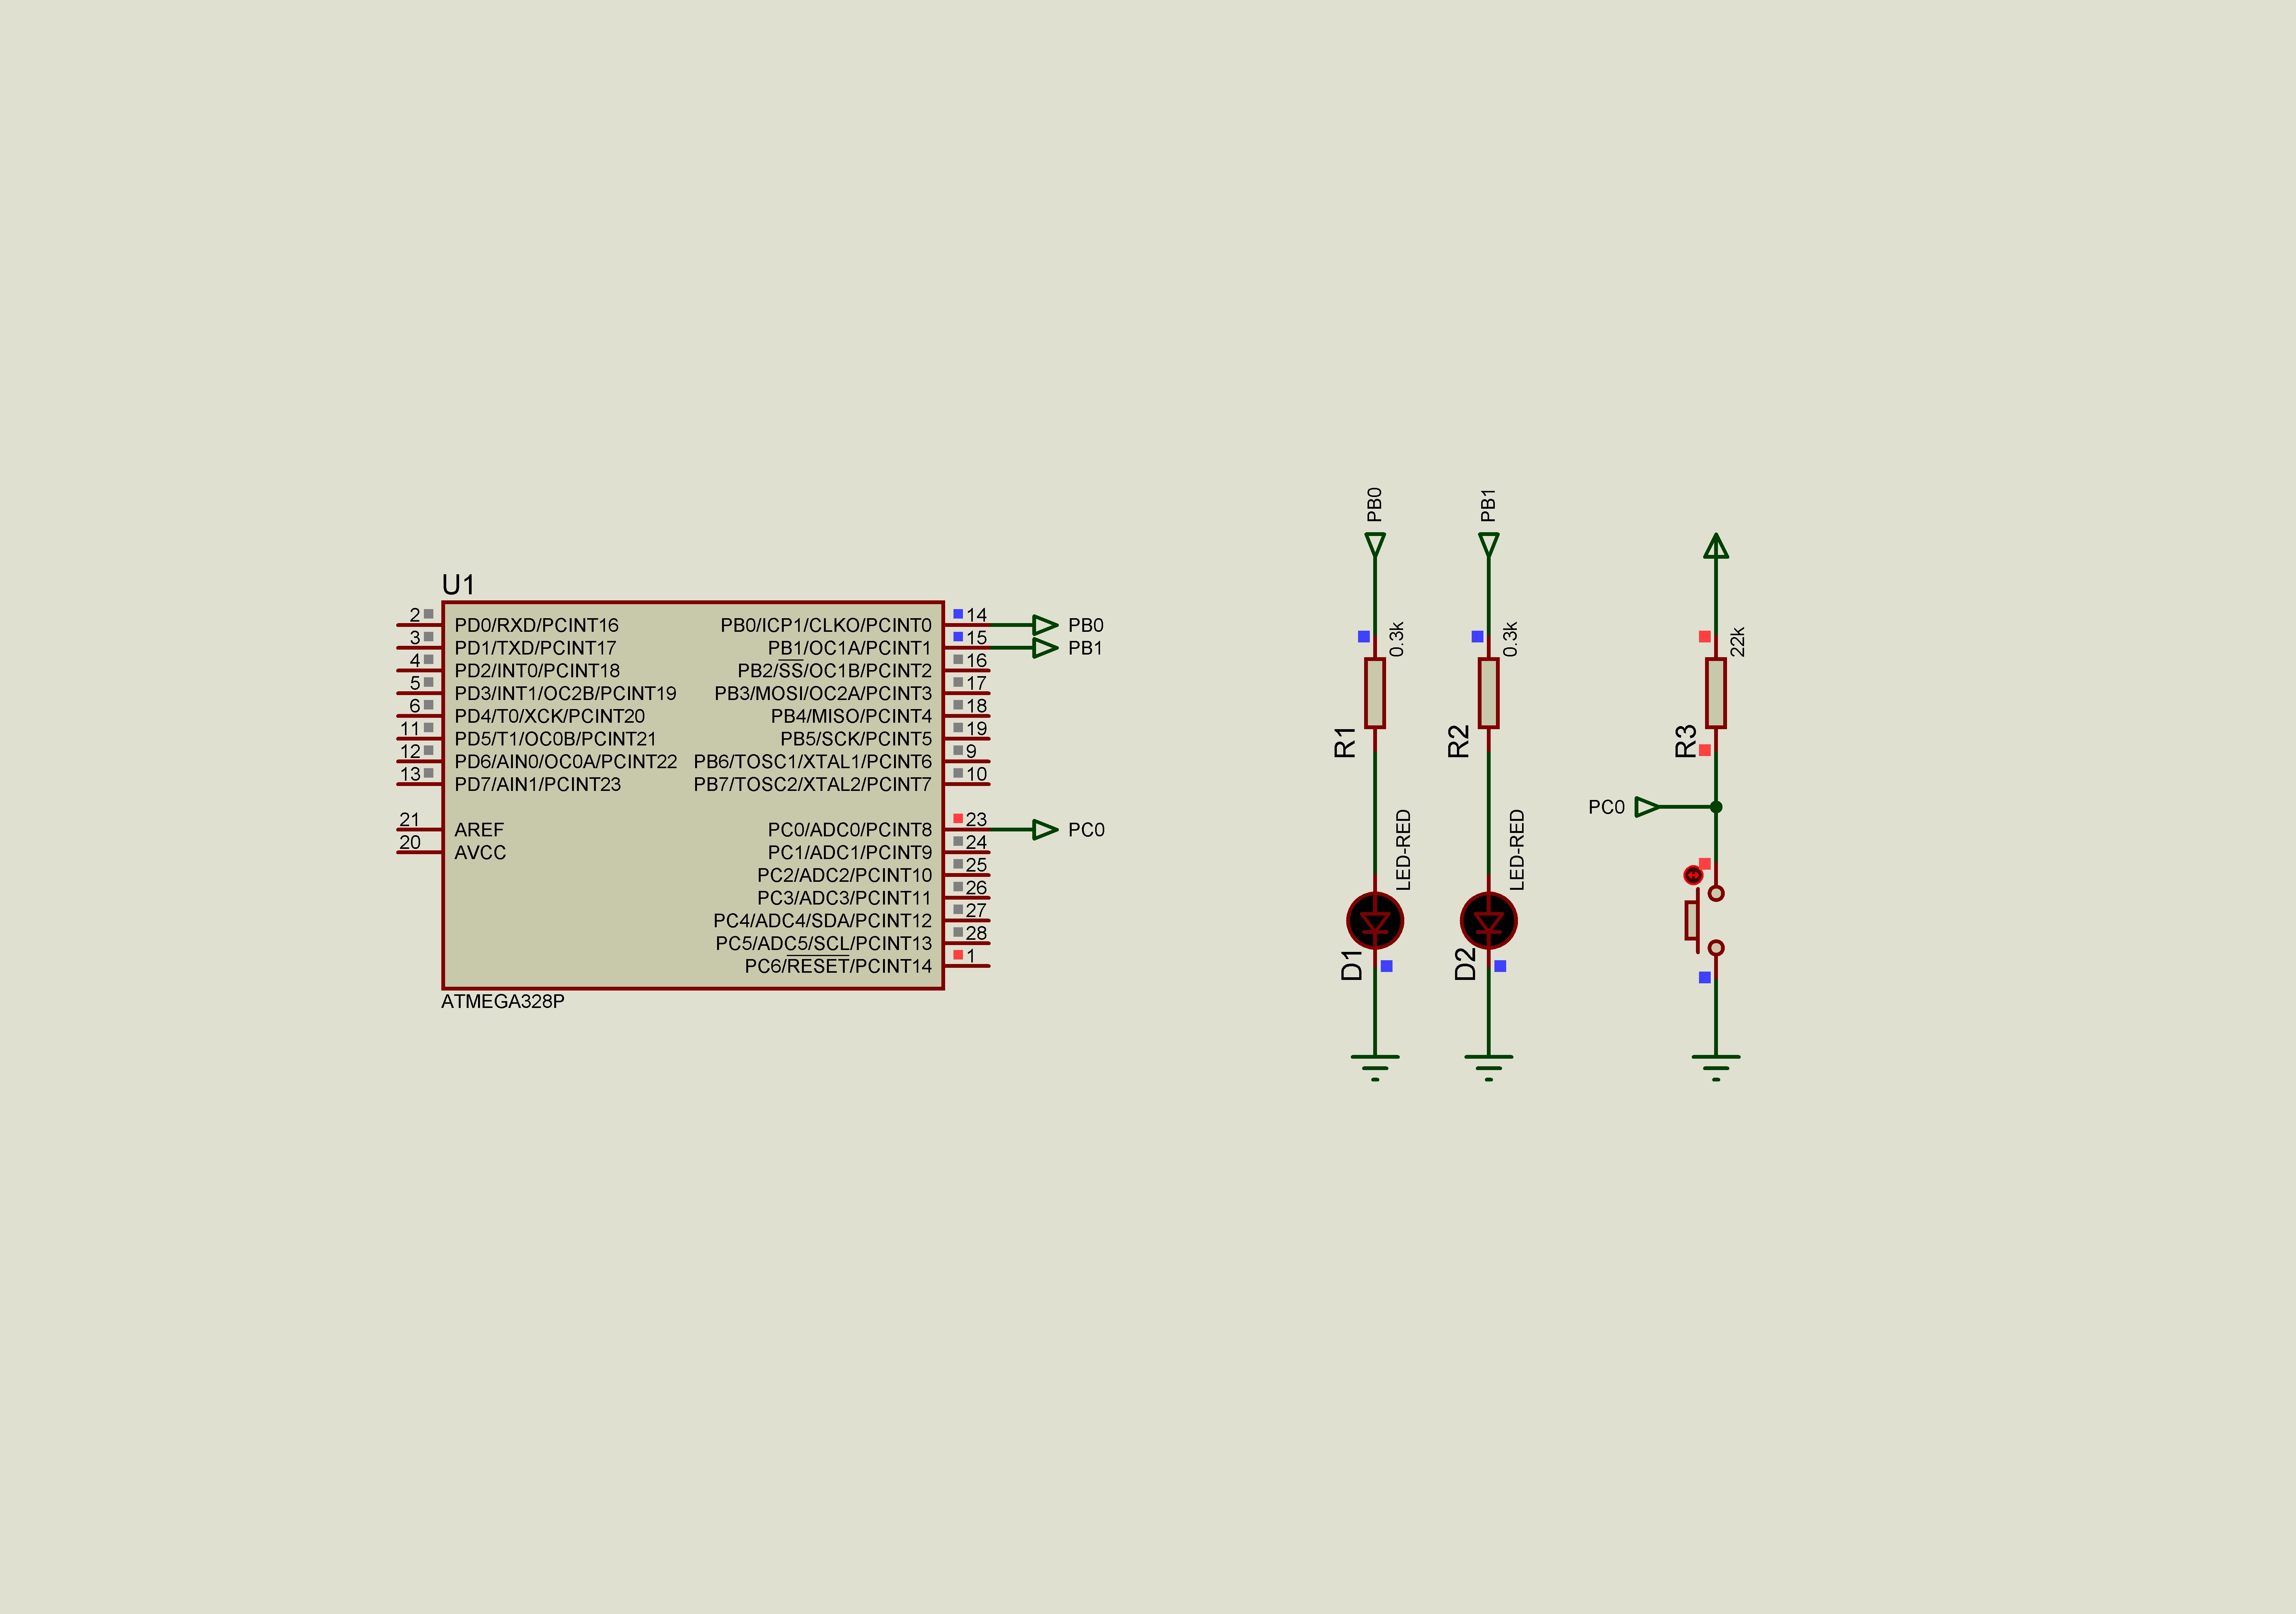 U1
2
PD0/RXD/PCINT16
3
PD1/TXD/PCINT17
4
PD2/INT0/PCINT18
5
PD3/INT1/OC2B/PCINT19
6
PD4/T0/XCK/PCINT20
11
PD5/T1/OC0B/PCINT21
12
PD6/AIN0/OC0A/PCINT22
13
PD7/AIN1/PCINT23
21
AREF
20
AVCC
PB0/ICP1/CLKO/PCINT0
14
PB0
PB1/OC1A/PCINT1
15
PB1
PB2/SS/OC1B/PCINT2
16
PB3/MOSI/OC2A/PCINT3
17
PB4/MISO/PCINT4
18
PB5/SCK/PCINT5
19
PB6/TOSC1/XTAL1/PCINT6
9
PB7/TOSC2/XTAL2/PCINT7
10
PC0/ADC0/PCINT8
23
PC0
PC1/ADC1/PCINT9
24
PC2/ADC2/PCINT10
25
PC3/ADC3/PCINT11
26
PC4/ADC4/SDA/PCINT12
27
PC5/ADC5/SCL/PCINT13
28
PC6/RESET/PCINT14
1
ATMEGA328P
PB0
0.3k
R1
LED-RED
D1
PB1
0.3k
R2
LED-RED
D2
22k
R3
PC0